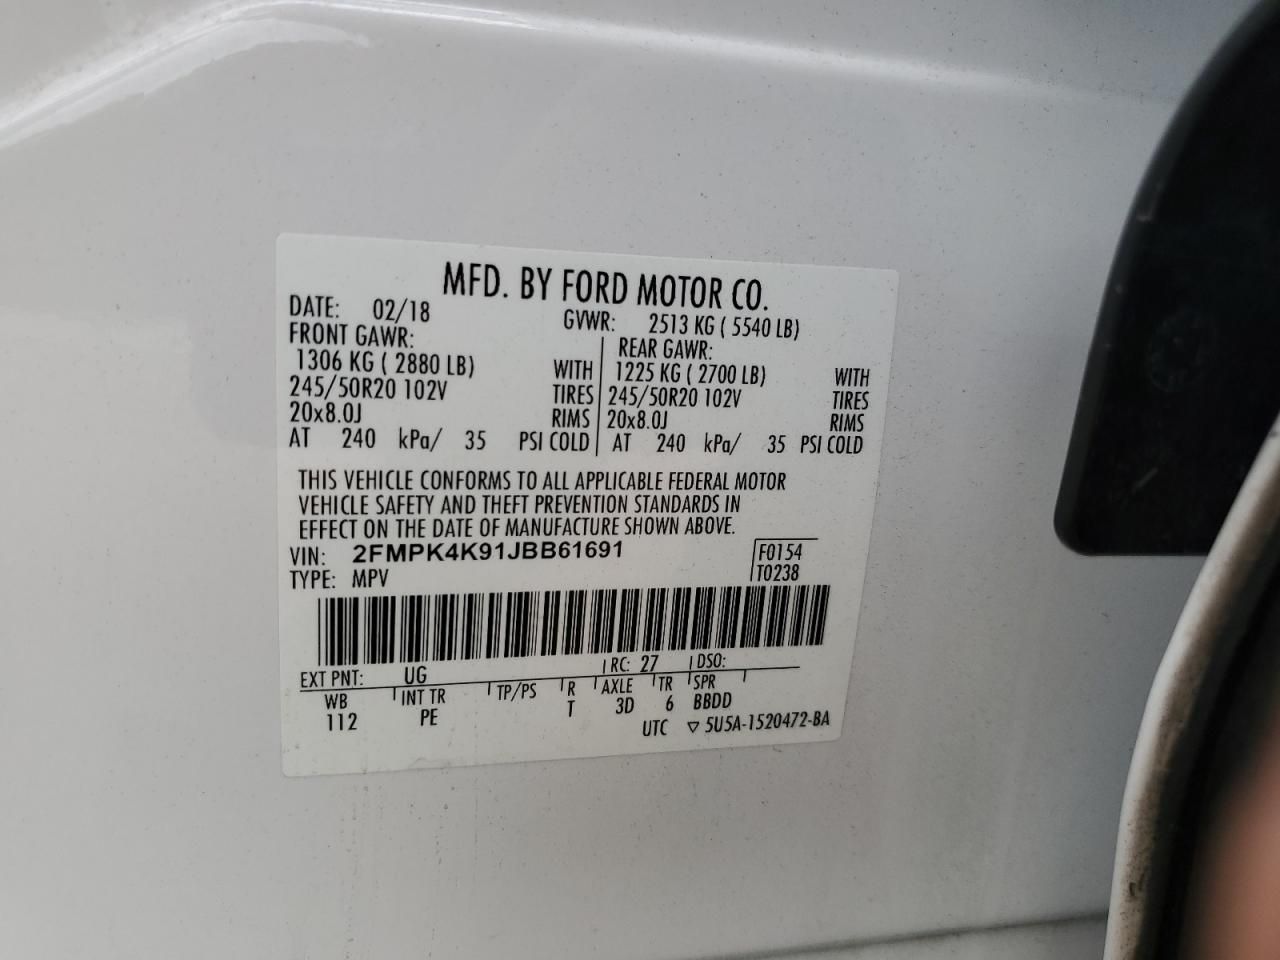 MFD. BY FORD MOTOR CO.
DATE: 02/18 GVWR: 2513 KG ( 5540 LB)
FRONT GAWR: REAR GAWR:
1306 KG ( 2880 LB) WITH 1225 KG ( 2700 LB) WITH
245/50R20 102V TIRES 245/50R20 102V TIRES
20x8.0J RIMS 20x8.0J RIMS
AT 240 kPa/ 35 PSI COLD AT 240 kPa/ 35 PSI COLD
THIS VEHICLE CONFORMS TO ALL APPLICABLE FEDERAL MOTOR
VEHICLE SAFETY AND THEFT PREVENTION STANDARDS IN
EFFECT ON THE DATE OF MANUFACTURE SHOWN ABOVE.
VIN: 2FMPK4K91JBB61691 F0154
TYPE: MPV T0238
EXT PNT: UG RC: 27 DSO:
WB INT TR TP/PS R AXLE TR SPR
112 PE T 3D 6 BBDD
UTC ▽ 5U5A-1520472-BA